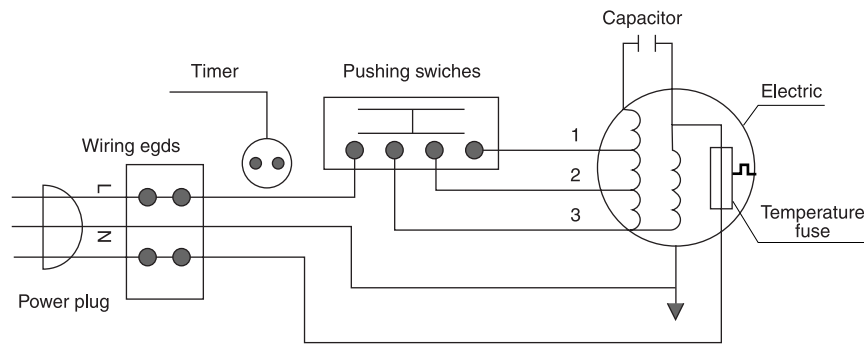 Capacitor
Timer
Pushing swiches
Electric
Wiring egds
1
L
2
N
3
Temperature
fuse
Power plug